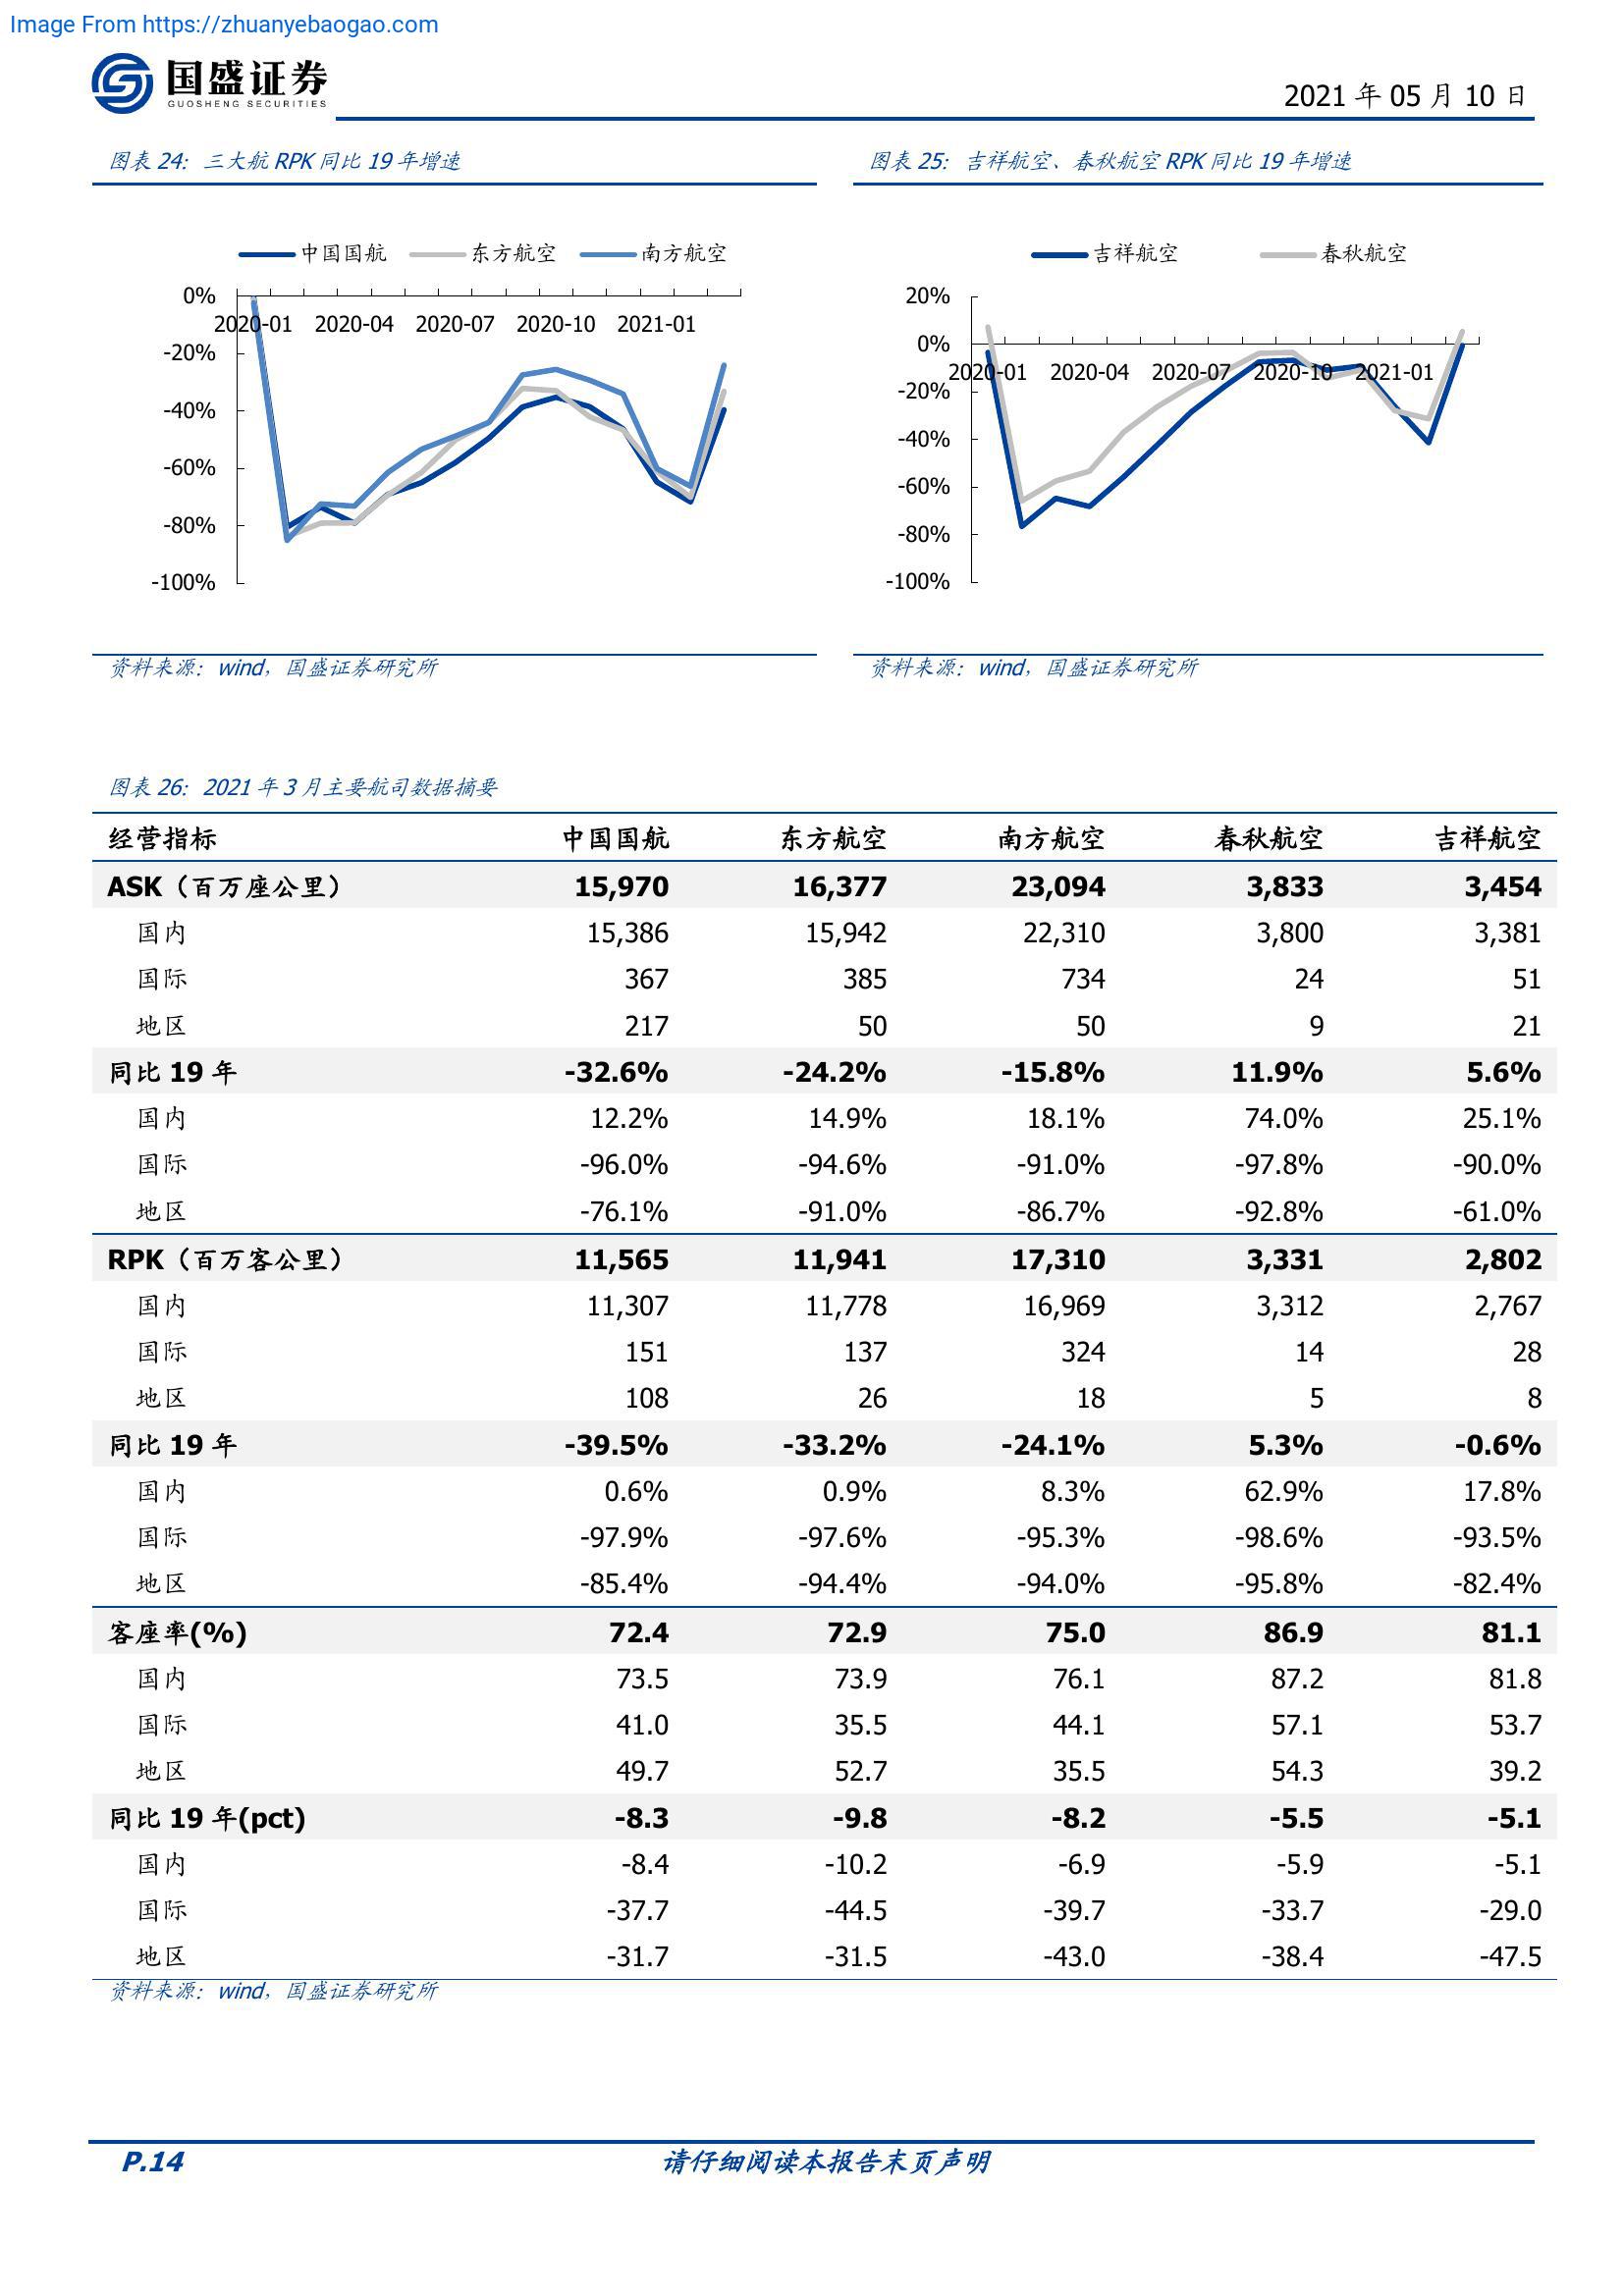 Image From https://zhuanyebaogao.com
国盛证券
GUOSHENG SECURITIES
2021 年 05 月 10 日
图表 24: 三大航 RPK 同比 19 年增速
中国国航 东方航空 南方航空
0%
2020-01 2020-04 2020-07 2020-10 2021-01
-20%
-40%
-60%
-80%
-100%
资料来源：wind，国盛证券研究所
图表 25: 吉祥航空、春秋航空 RPK 同比 19 年增速
吉祥航空 春秋航空
20%
0%
2020-01 2020-04 2020-07 2020-10 2021-01
-20%
-40%
-60%
-80%
-100%
资料来源：wind，国盛证券研究所
图表 26: 2021 年 3 月主要航司数据摘要
经营指标 中国国航 东方航空 南方航空 春秋航空 吉祥航空
ASK（百万座公里） 15,970 16,377 23,094 3,833 3,454
国内 15,386 15,942 22,310 3,800 3,381
国际 367 385 734 24 51
地区 217 50 50 9 21
同比 19 年 -32.6% -24.2% -15.8% 11.9% 5.6%
国内 12.2% 14.9% 18.1% 74.0% 25.1%
国际 -96.0% -94.6% -91.0% -97.8% -90.0%
地区 -76.1% -91.0% -86.7% -92.8% -61.0%
RPK（百万客公里） 11,565 11,941 17,310 3,331 2,802
国内 11,307 11,778 16,969 3,312 2,767
国际 151 137 324 14 28
地区 108 26 18 5 8
同比 19 年 -39.5% -33.2% -24.1% 5.3% -0.6%
国内 0.6% 0.9% 8.3% 62.9% 17.8%
国际 -97.9% -97.6% -95.3% -98.6% -93.5%
地区 -85.4% -94.4% -94.0% -95.8% -82.4%
客座率(%) 72.4 72.9 75.0 86.9 81.1
国内 73.5 73.9 76.1 87.2 81.8
国际 41.0 35.5 44.1 57.1 53.7
地区 49.7 52.7 35.5 54.3 39.2
同比 19 年(pct) -8.3 -9.8 -8.2 -5.5 -5.1
国内 -8.4 -10.2 -6.9 -5.9 -5.1
国际 -37.7 -44.5 -39.7 -33.7 -29.0
地区 -31.7 -31.5 -43.0 -38.4 -47.5
资料来源：wind，国盛证券研究所
P.14 请仔细阅读本报告末页声明